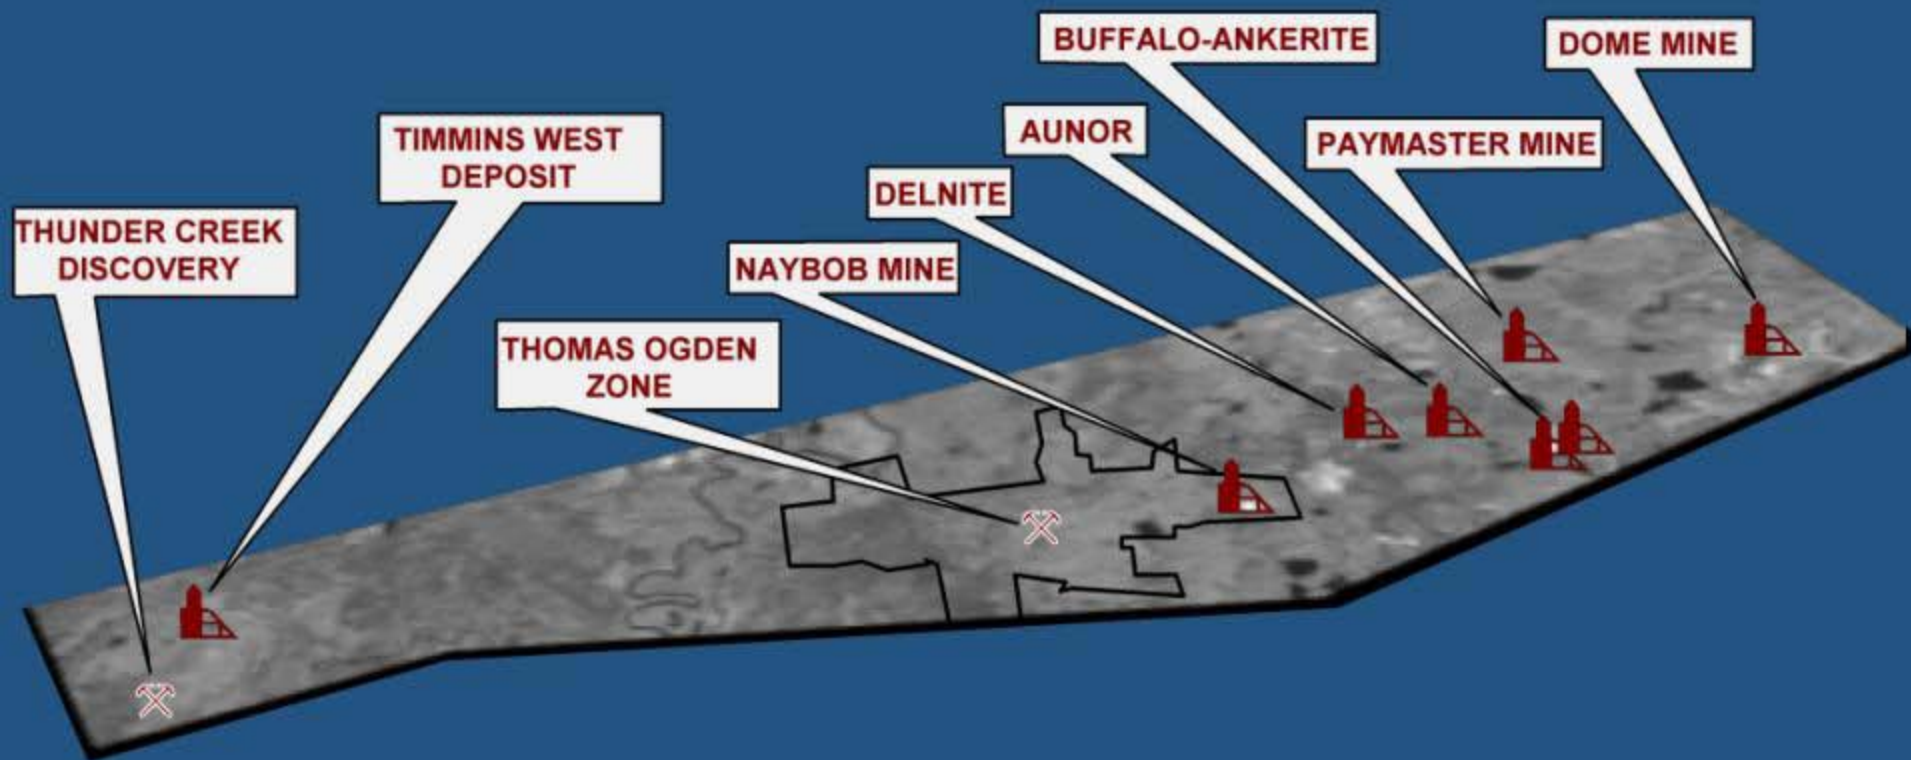 BUFFALO-ANKERITE
DOME MINE
AUNOR
PAYMASTER MINE
TIMMINS WEST
DEPOSIT
DELNITE
THUNDER CREEK
DISCOVERY
NAYBOB MINE
THOMAS OGDEN
ZONE